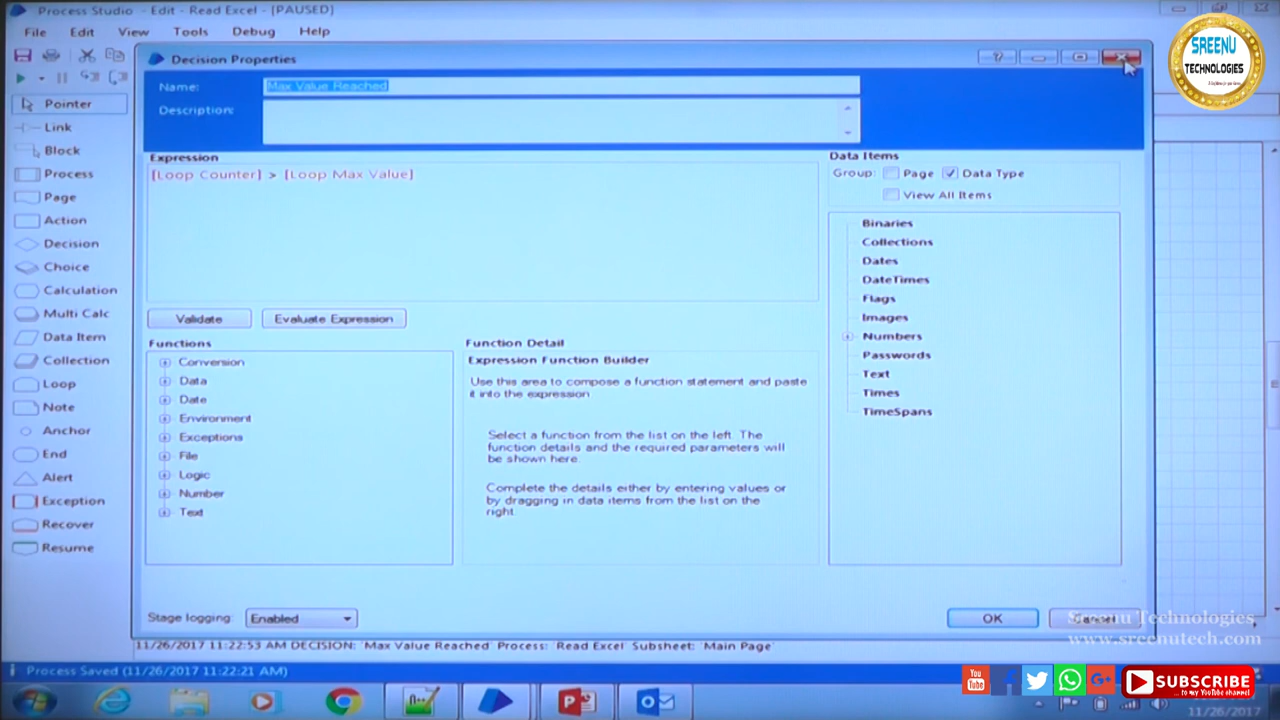 Process Studio - Edit - Read Excel - [PAUSED]
File Edit View Tools Debug Help
SREENU
TECHNOLOGIES
Decision Properties
Name: Max Value Reached
Description:
Pointer
Link
Block
Process
Page
Action
Decision
Choice
Calculation
Multi Calc
Data Item
Collection
Loop
Note
Anchor
End
Alert
Exception
Recover
Resume
Expression
[Loop Counter] > [Loop Max Value]
Validate Evaluate Expression
Data Items
Group: Page Data Type
View All Items
Binaries
Collections
Dates
DateTimes
Flags
Images
Numbers
Passwords
Text
Times
TimeSpans
Functions
Conversion
Data
Date
Environment
Exceptions
File
Logic
Number
Text
Function Detail
Expression Function Builder
Use this area to compose a function statement and paste
it into the expression
Select a function from the list on the left. The
function details and the required parameters will
be shown here.
Complete the details either by entering values or
by dragging in data items from the list on the
right.
Stage logging: Enabled
OK Cancel
Sreenu Technologies
www.sreenutech.com
11/26/2017 11:22:53 AM DECISION: 'Max Value Reached' Process: 'Read Excel' Subsheet: 'Main Page'
Process Saved (11/26/2017 11:22:21 AM)
You
Tube
G+
SUBSCRIBE
... to my YouTube channel
11/26/2017